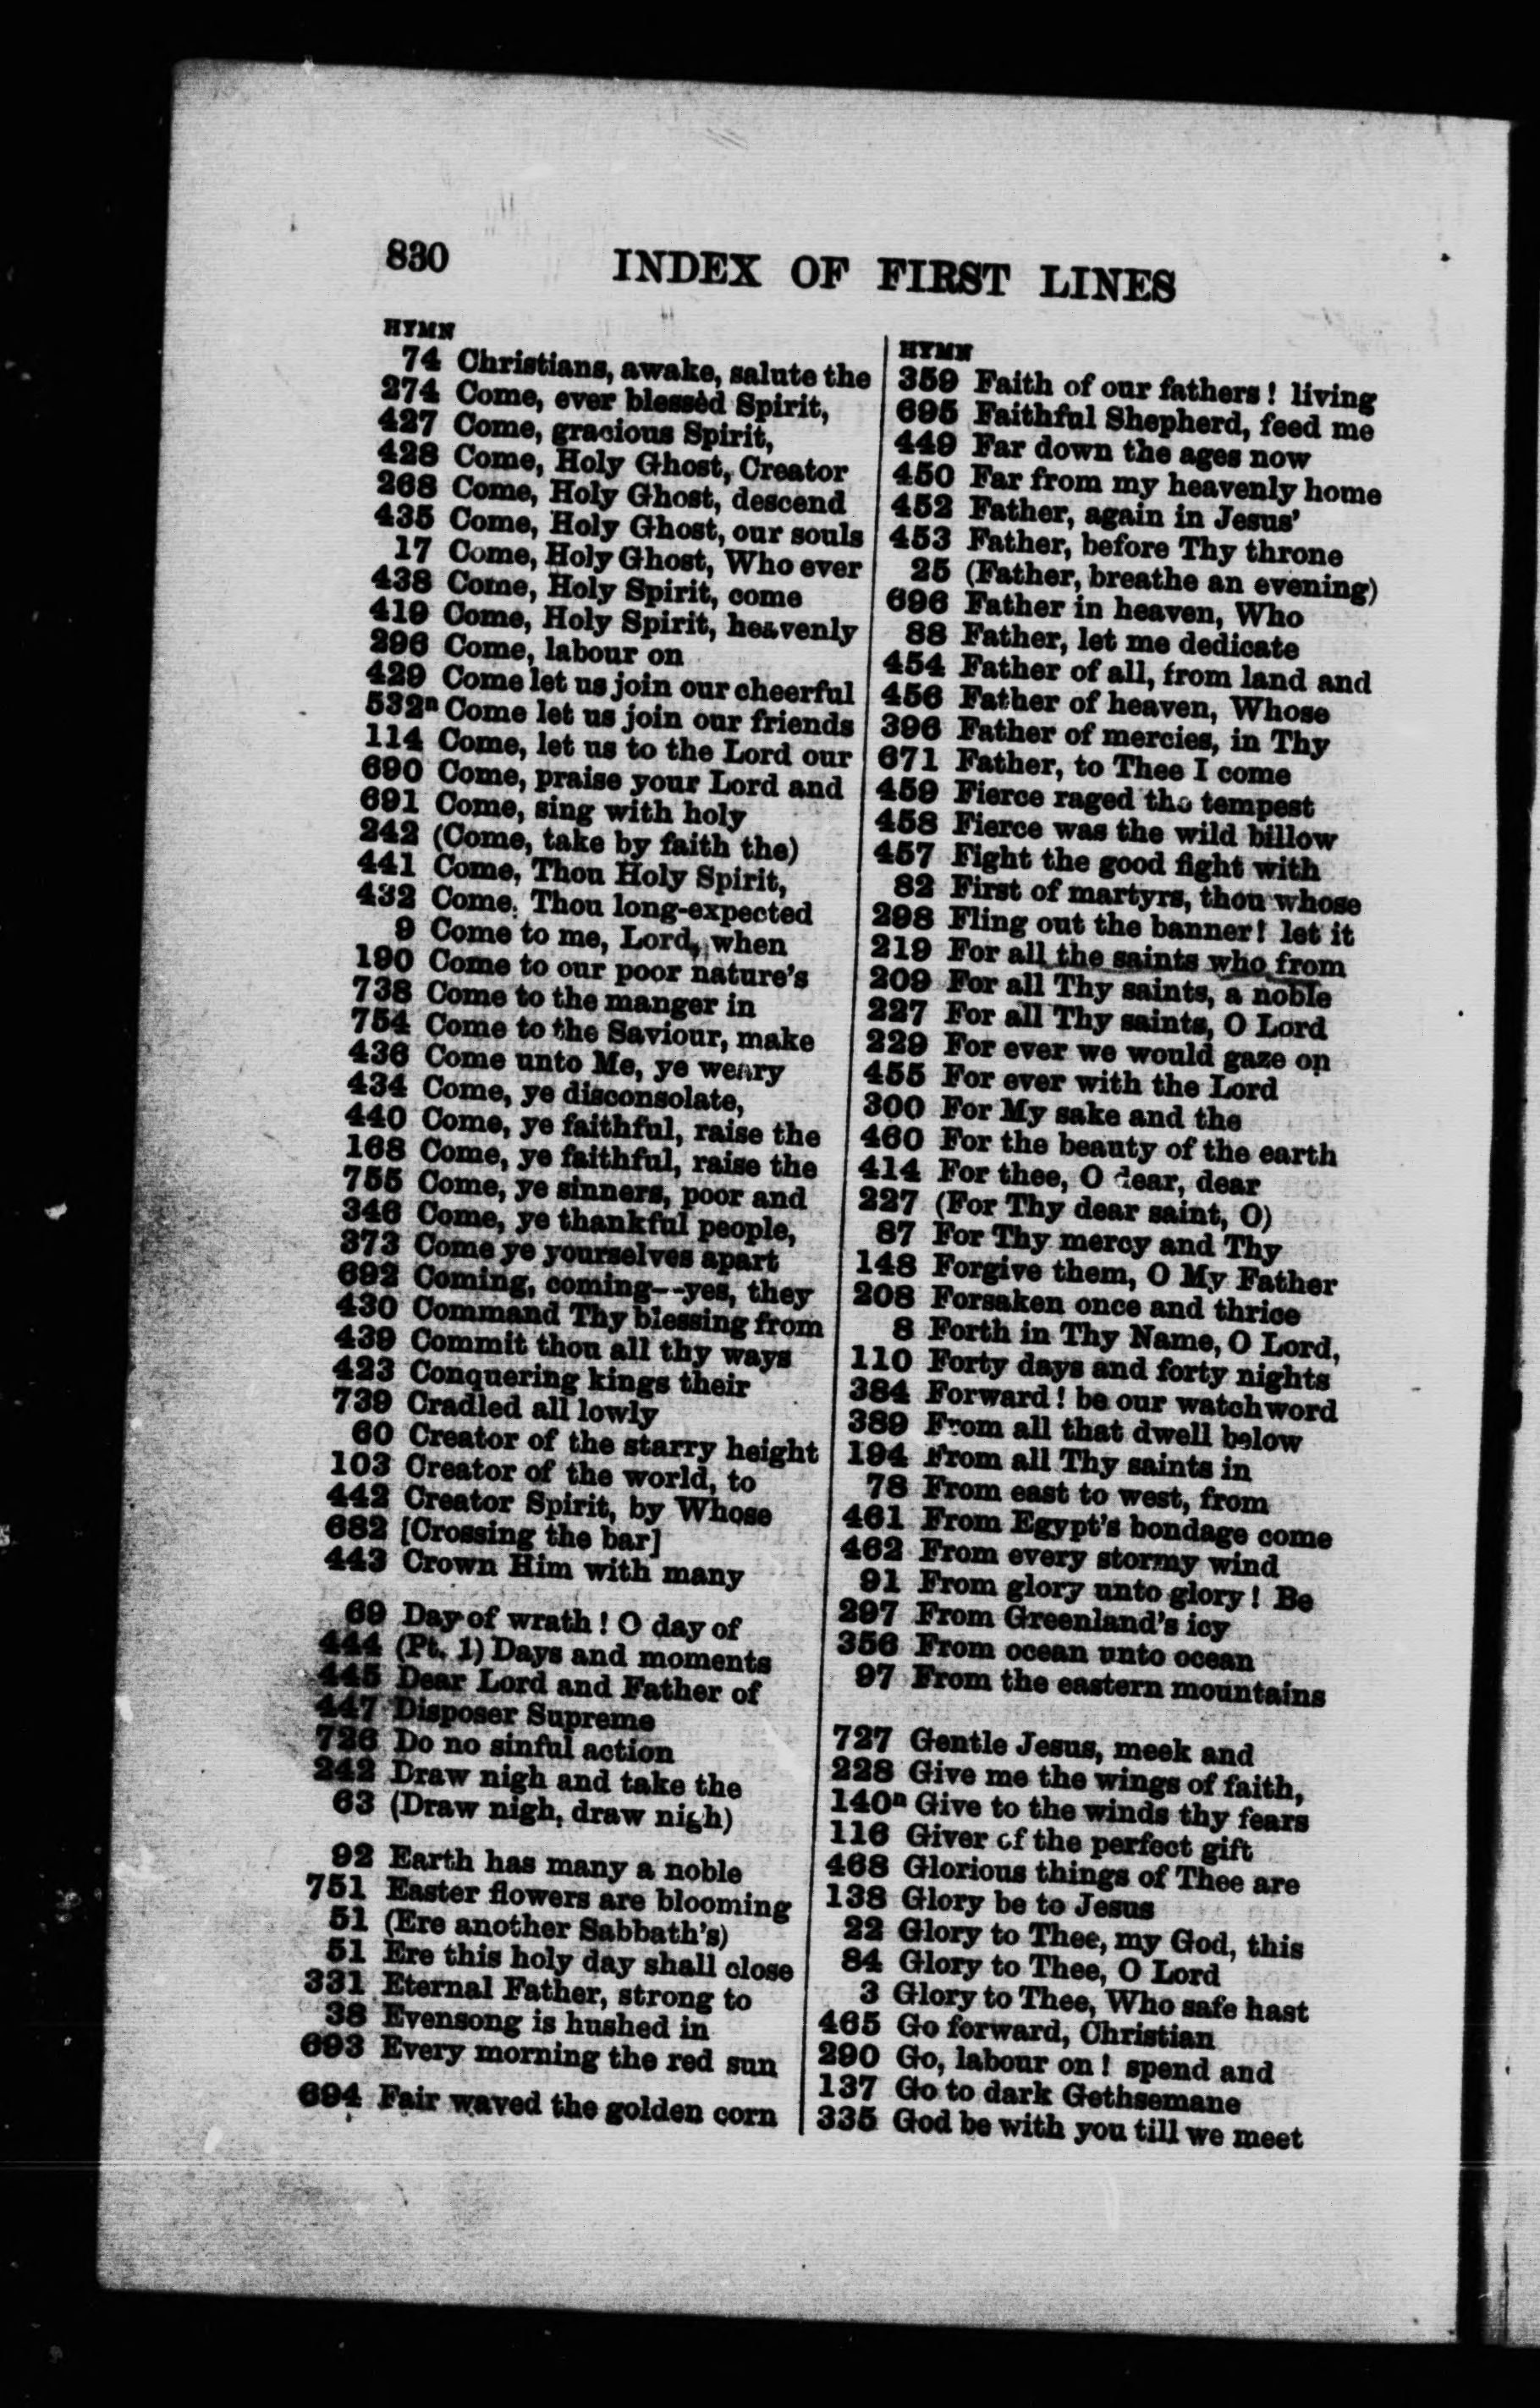 830 INDEX OF FIRST LINES
HYMN
74 Christians, awake, salute the
274 Come, ever blessèd Spirit,
427 Come, gracious Spirit,
428 Come, Holy Ghost, Creator
268 Come, Holy Ghost, descend
435 Come, Holy Ghost, our souls
17 Come, Holy Ghost, Who ever
438 Come, Holy Spirit, come
419 Come, Holy Spirit, heavenly
296 Come, labour on
429 Come let us join our cheerful
532n Come let us join our friends
114 Come, let us to the Lord our
690 Come, praise your Lord and
691 Come, sing with holy
242 (Come, take by faith the)
441 Come, Thou Holy Spirit,
432 Come, Thou long-expected
9 Come to me, Lord, when
190 Come to our poor nature's
738 Come to the manger in
754 Come to the Saviour, make
436 Come unto Me, ye weary
434 Come, ye disconsolate,
440 Come, ye faithful, raise the
168 Come, ye faithful, raise the
755 Come, ye sinners, poor and
346 Come, ye thankful people,
373 Come ye yourselves apart
692 Coming, coming--yes, they
430 Command Thy blessing from
439 Commit thou all thy ways
423 Conquering kings their
739 Cradled all lowly
60 Creator of the starry height
103 Creator of the world, to
442 Creator Spirit, by Whose
682 [Crossing the bar]
443 Crown Him with many
69 Day of wrath! O day of
444 (Pt. 1) Days and moments
445 Dear Lord and Father of
447 Disposer Supreme
726 Do no sinful action
242 Draw nigh and take the
63 (Draw nigh, draw nigh)
92 Earth has many a noble
751 Easter flowers are blooming
51 (Ere another Sabbath's)
51 Ere this holy day shall close
331 Eternal Father, strong to
38 Evensong is hushed in
693 Every morning the red sun
694 Fair waved the golden corn
HYMN
359 Faith of our fathers! living
695 Faithful Shepherd, feed me
449 Far down the ages now
450 Far from my heavenly home
452 Father, again in Jesus'
453 Father, before Thy throne
25 (Father, breathe an evening)
696 Father in heaven, Who
88 Father, let me dedicate
454 Father of all, from land and
456 Father of heaven, Whose
396 Father of mercies, in Thy
671 Father, to Thee I come
459 Fierce raged the tempest
458 Fierce was the wild billow
457 Fight the good fight with
82 First of martyrs, thou whose
298 Fling out the banner! let it
219 For all the saints who from
209 For all Thy saints, a noble
227 For all Thy saints, O Lord
229 For ever we would gaze on
455 For ever with the Lord
300 For My sake and the
460 For the beauty of the earth
414 For thee, O dear, dear
227 (For Thy dear saint, O)
87 For Thy mercy and Thy
148 Forgive them, O My Father
208 Forsaken once and thrice
8 Forth in Thy Name, O Lord,
110 Forty days and forty nights
384 Forward! be our watchword
389 From all that dwell below
194 From all Thy saints in
78 From east to west, from
461 From Egypt's bondage come
462 From every stormy wind
91 From glory unto glory! Be
297 From Greenland's icy
356 From ocean unto ocean
97 From the eastern mountains
727 Gentle Jesus, meek and
228 Give me the wings of faith,
140n Give to the winds thy fears
116 Giver of the perfect gift
468 Glorious things of Thee are
138 Glory be to Jesus
22 Glory to Thee, my God, this
84 Glory to Thee, O Lord
3 Glory to Thee, Who safe hast
465 Go forward, Christian
290 Go, labour on! spend and
137 Go to dark Gethsemane
335 God be with you till we meet